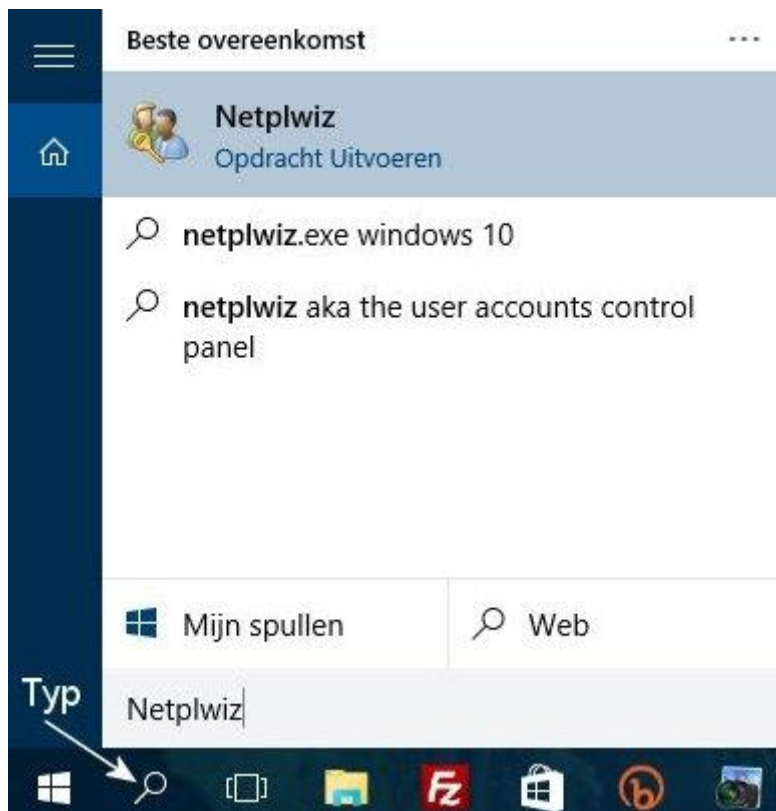 Beste overeenkomst
Netplwiz
Opdracht Uitvoeren
netplwiz.exe windows 10
netplwiz aka the user accounts control
panel
Mijn spullen
Web
Typ
Netplwiz
Fz
b